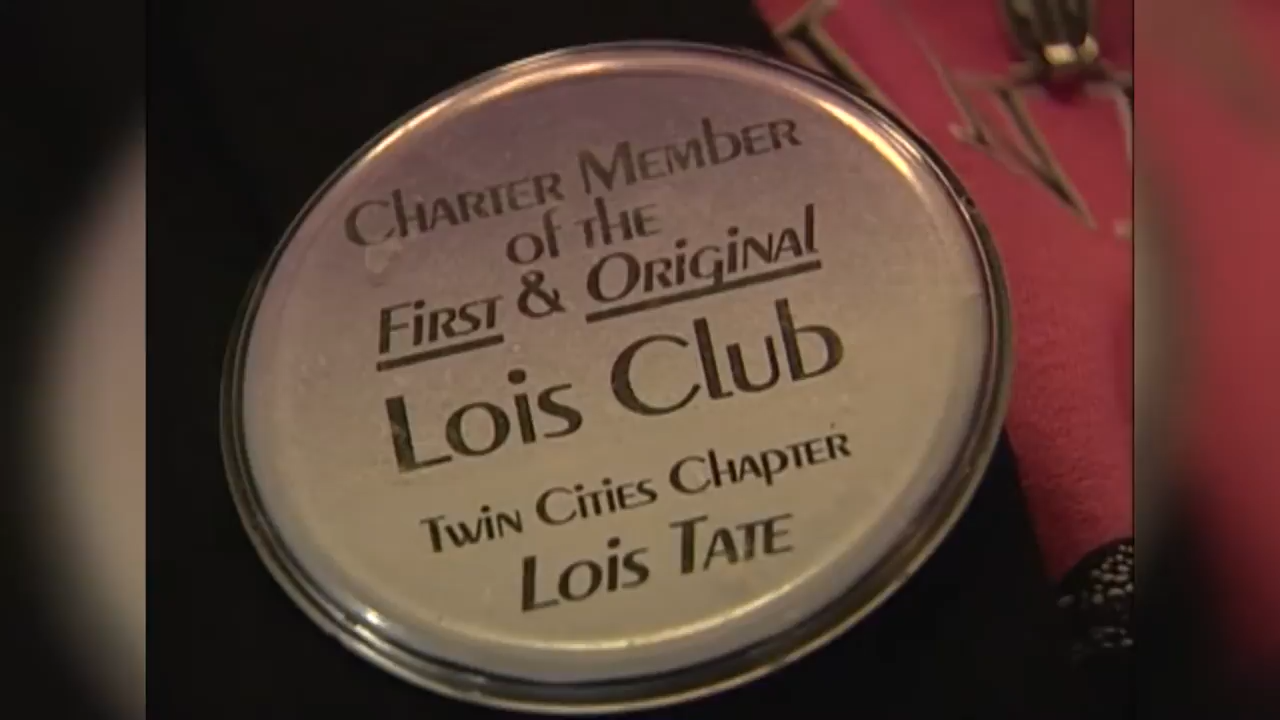 Charter Member
of the
First & Original
Lois Club
Twin Cities Chapter
Lois Tate